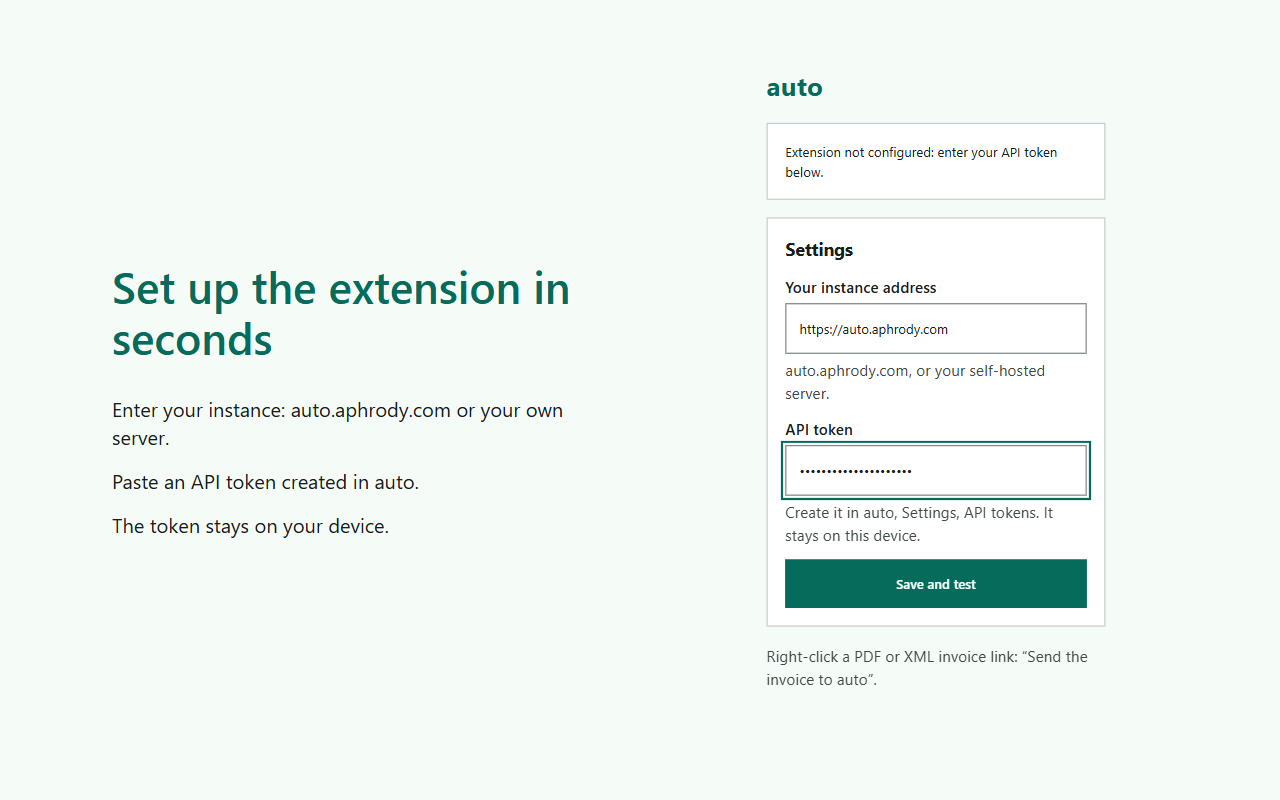 Set up the extension in
seconds
Enter your instance: auto.aphrody.com or your own
server.
Paste an API token created in auto.
The token stays on your device.
auto
Extension not configured: enter your API token
below.
Settings
Your instance address
https://auto.aphrody.com
auto.aphrody.com, or your self-hosted
server.
API token
•••••••••••••••••••••
Create it in auto, Settings, API tokens. It
stays on this device.
Save and test
Right-click a PDF or XML invoice link: “Send the
invoice to auto”.